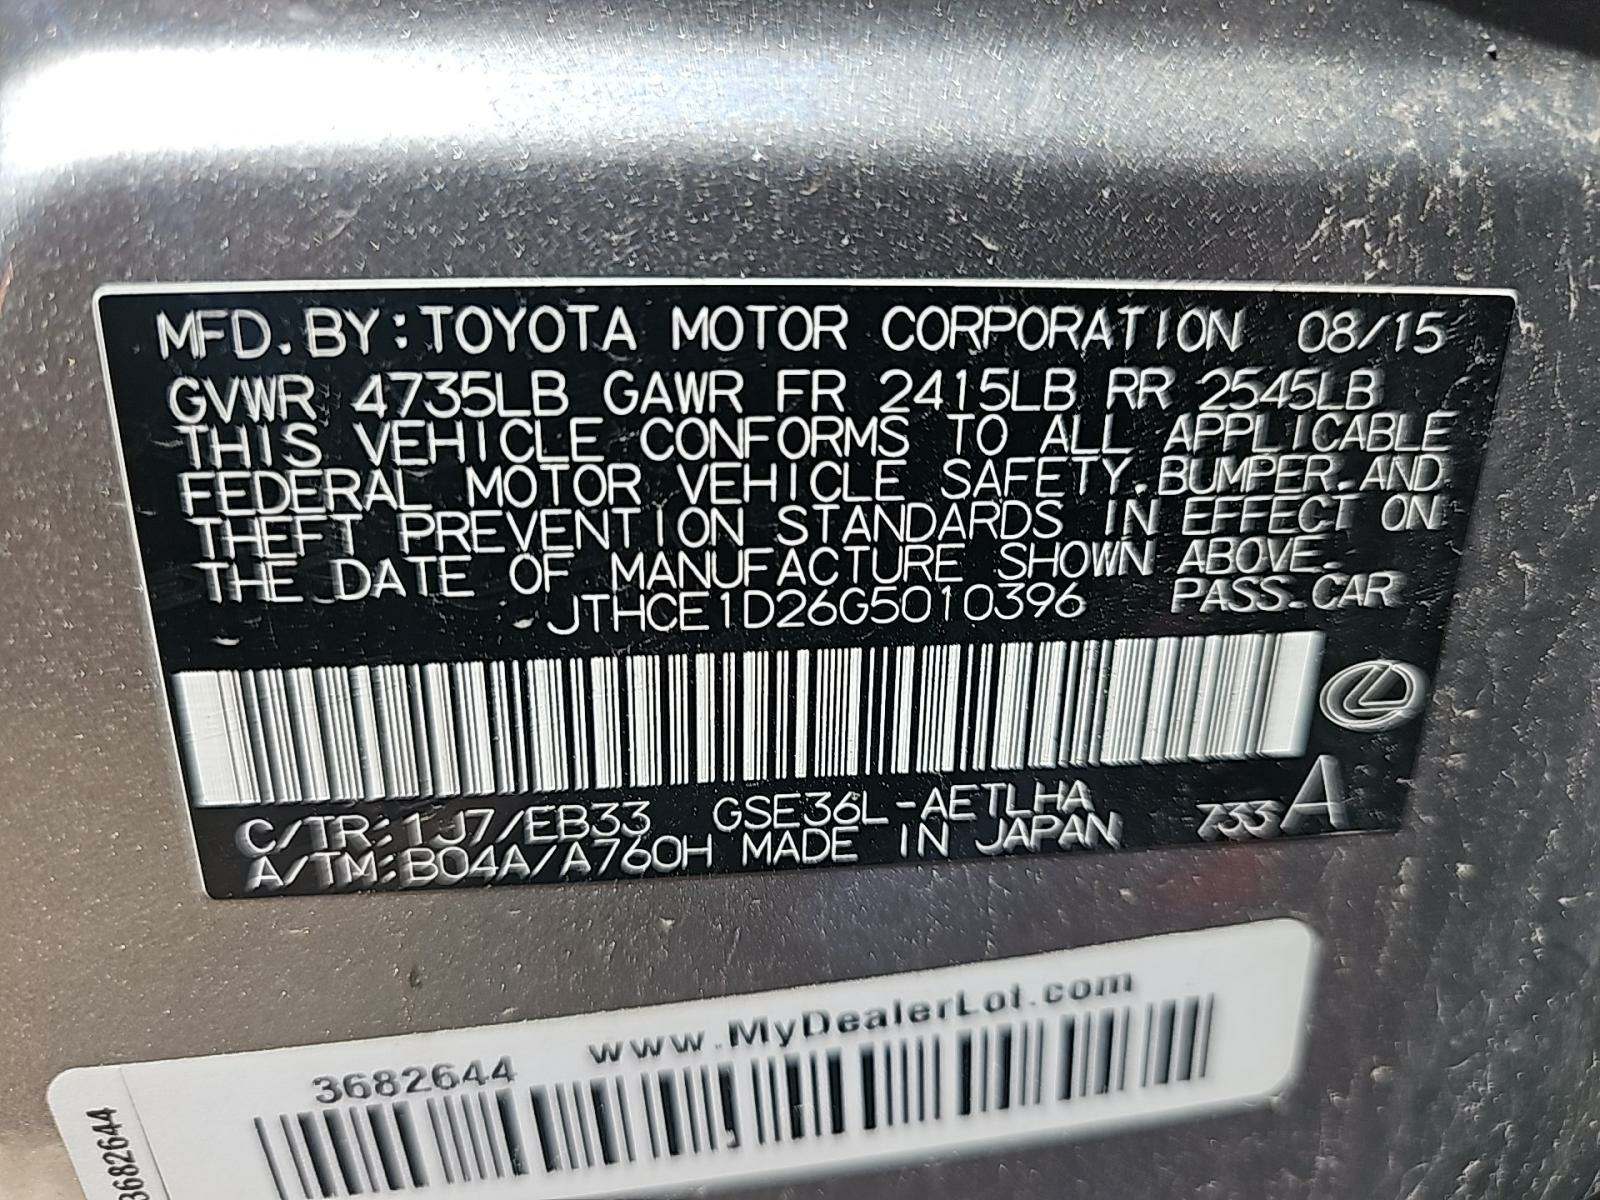 MFD. BY: TOYOTA MOTOR CORPORATION 08/15
GVWR 4735LB GAWR FR 2415LB RR 2545LB
THIS VEHICLE CONFORMS TO ALL APPLICABLE
FEDERAL MOTOR VEHICLE SAFETY, BUMPER, AND
THEFT PREVENTION STANDARDS IN EFFECT ON
THE DATE OF MANUFACTURE SHOWN ABOVE.
JTHCE1D26G5010396 PASS. CAR
C/TR: 1J7/EB33 GSE36L-AETLHA 733 A
A/TM: B04A/A760H MADE IN JAPAN
www.MyDealerLot.com
3682644
3682644